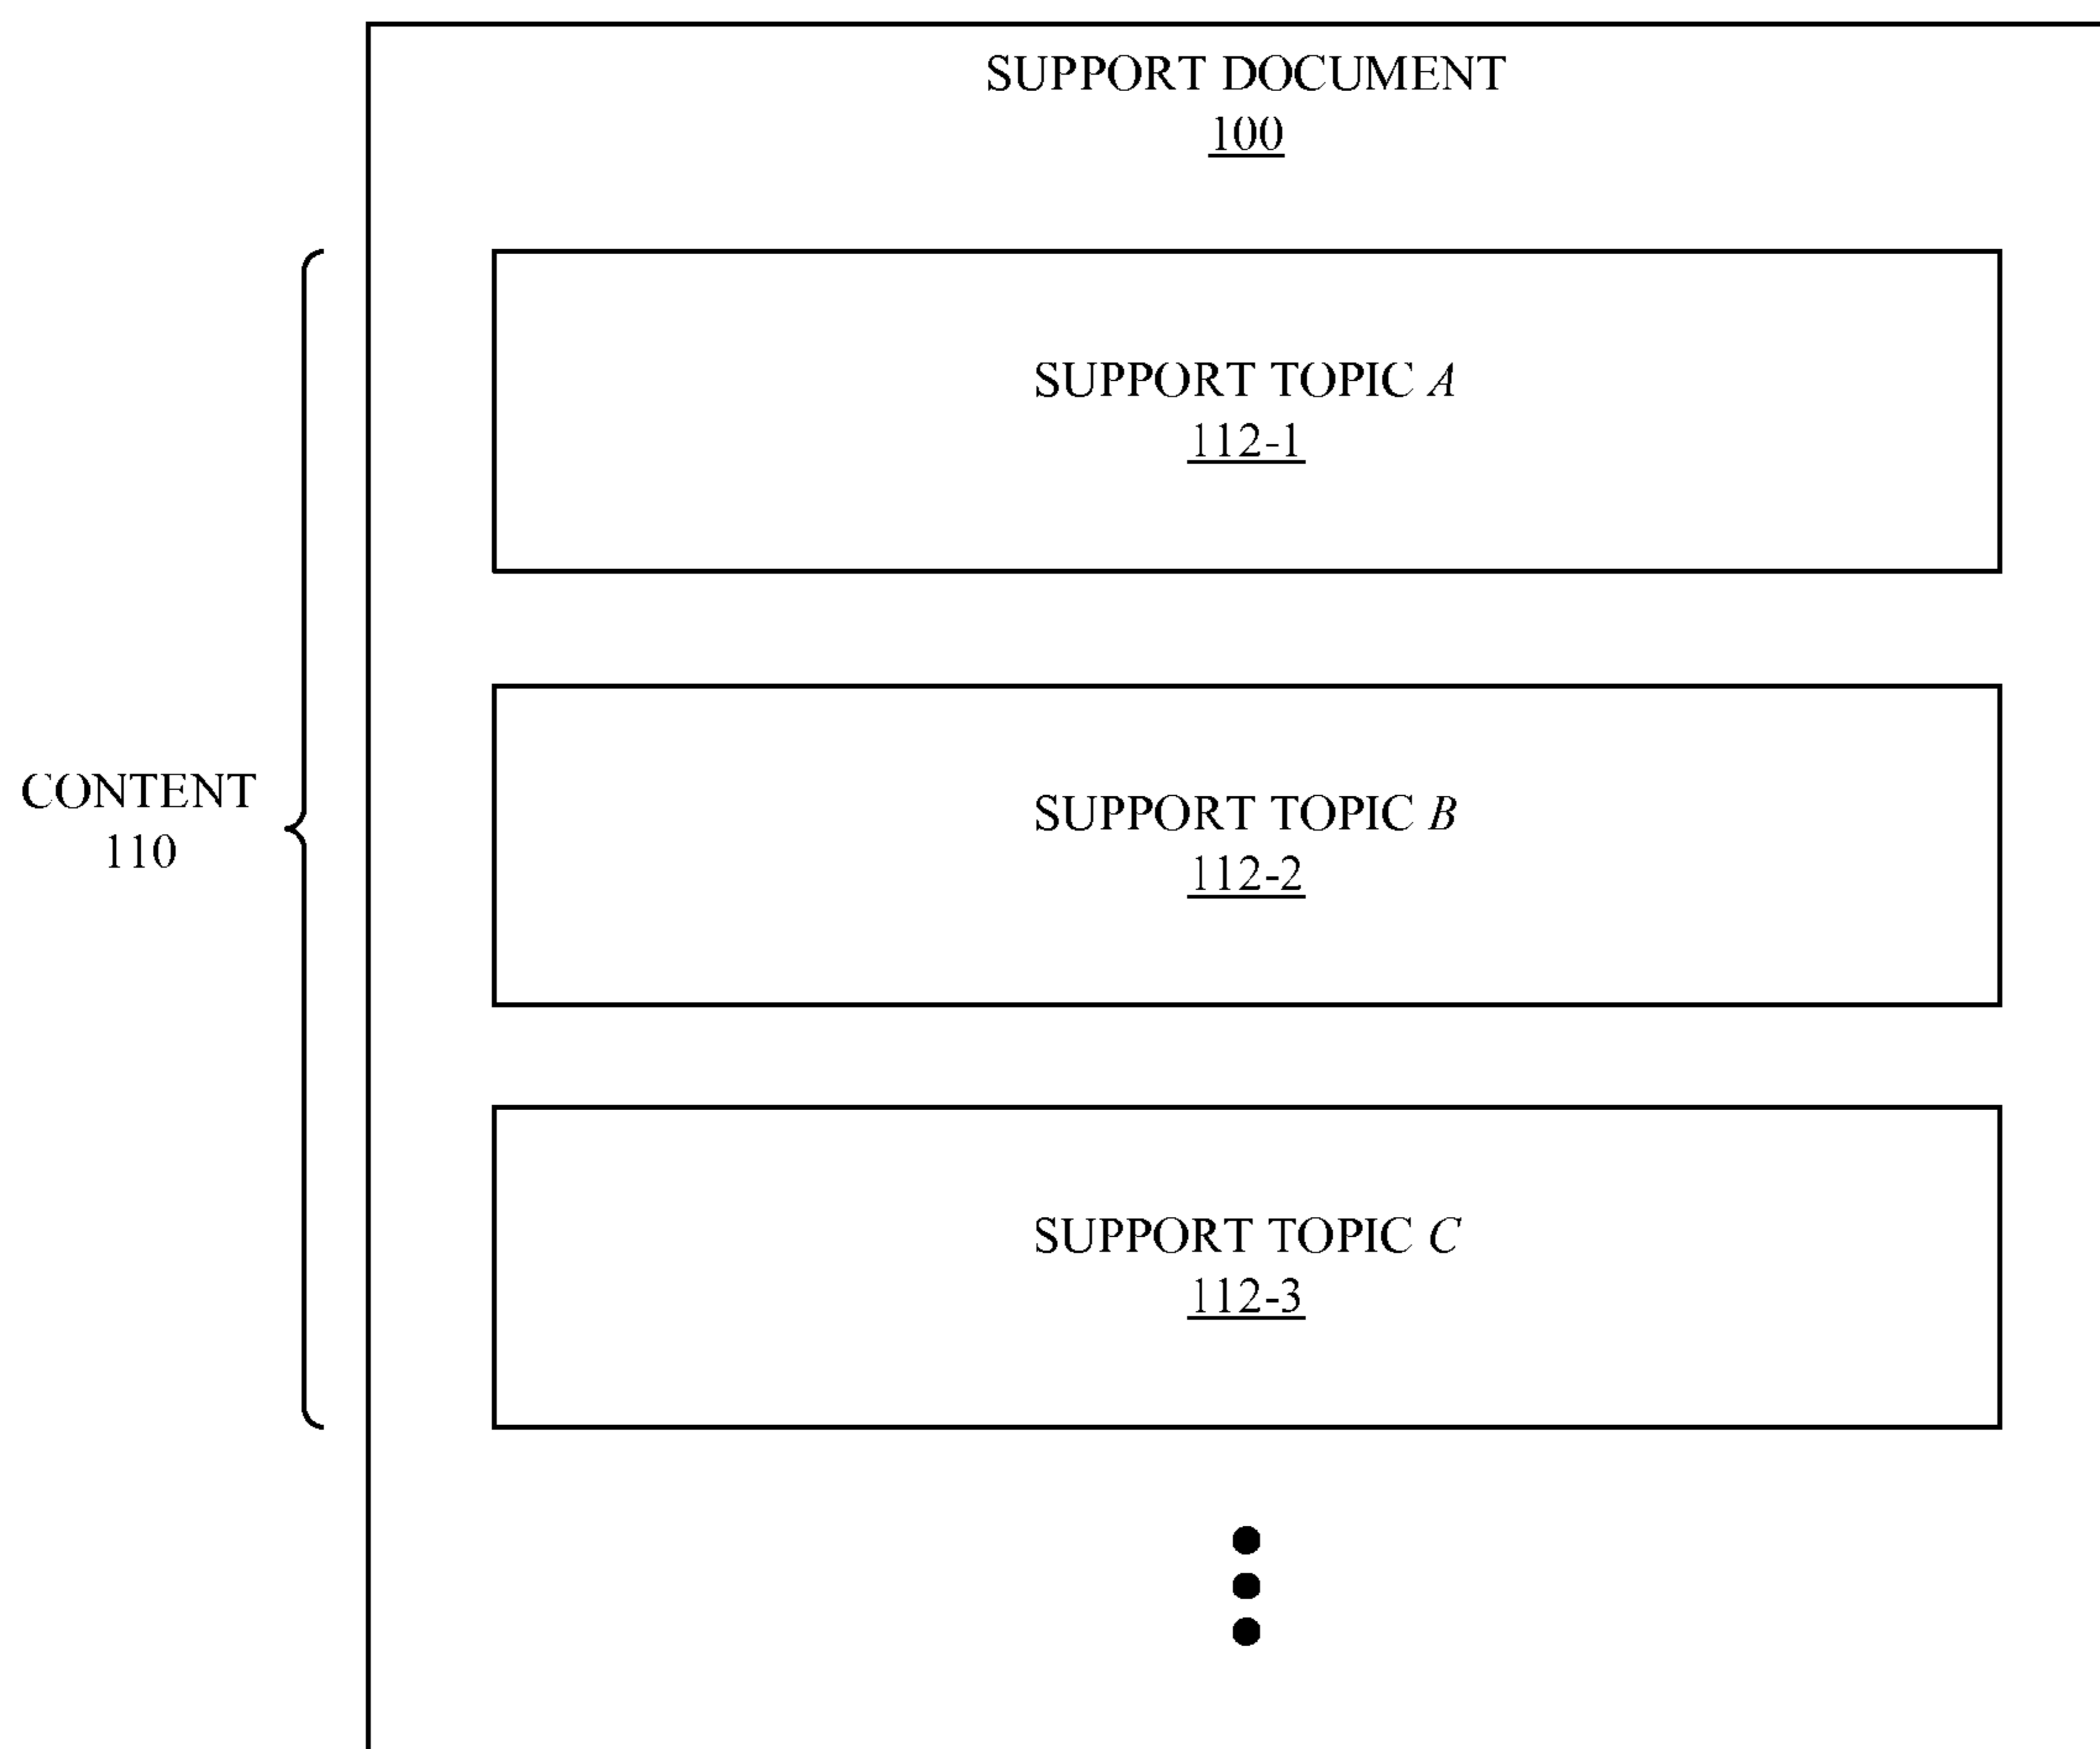 SUPPORT DOCUMENT
100
SUPPORT TOPIC A
112-1
CONTENT
110
SUPPORT TOPIC B
112-2
SUPPORT TOPIC C
112-3